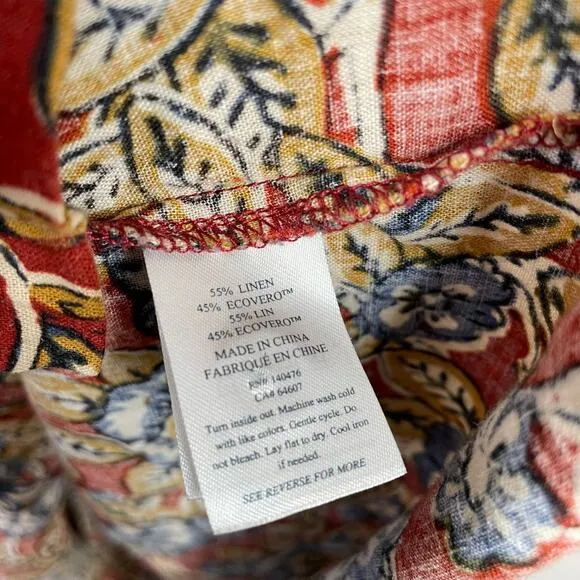 55% LINEN
45% ECOVERO™
55% LIN
45% ECOVERO™
MADE IN CHINA
FABRIQUÉ EN CHINE
RN# 140476
CA# 64607
Turn inside out. Machine wash cold
with like colors. Gentle cycle. Do
not bleach. Lay flat to dry. Cool iron
if needed.
SEE REVERSE FOR MORE